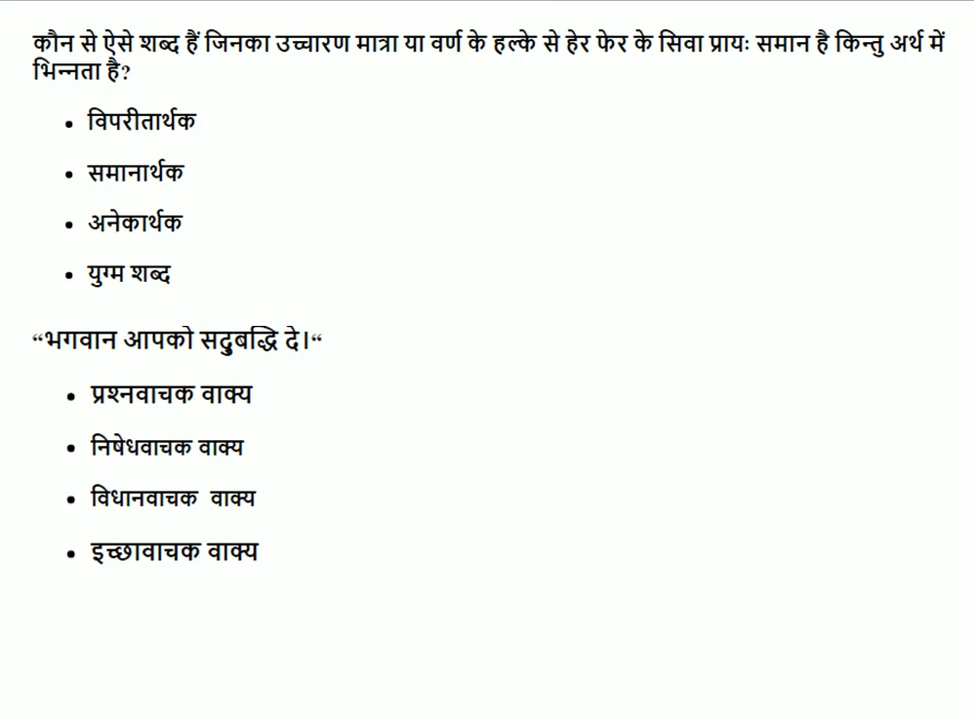 कौन से ऐसे शब्द हैं जिनका उच्चारण मात्रा या वर्ण के हल्के से हेर फेर के सिवा प्रायः समान है किन्तु अर्थ में
भिन्नता है?
• विपरीतार्थक
• समानार्थक
• अनेकार्थक
• युग्म शब्द
“भगवान आपको सदुबद्धि दे।“
• प्रश्नवाचक वाक्य
• निषेधवाचक वाक्य
• विधानवाचक वाक्य
• इच्छावाचक वाक्य